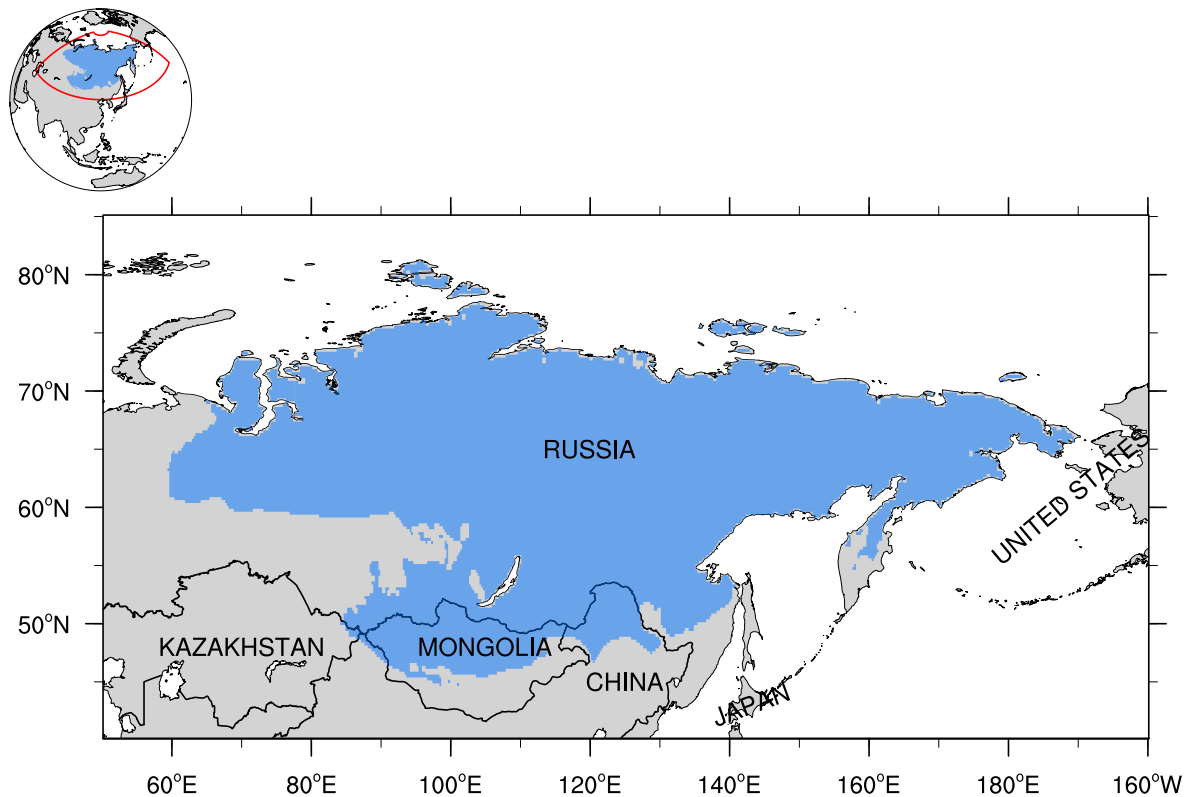 80°N
70°N
RUSSIA
UNITED STATES
60°N
50°N
KAZAKHSTAN
MONGOLIA
CHINA
JAPAN
60°E 80°E 100°E 120°E 140°E 160°E 180°E 160°W